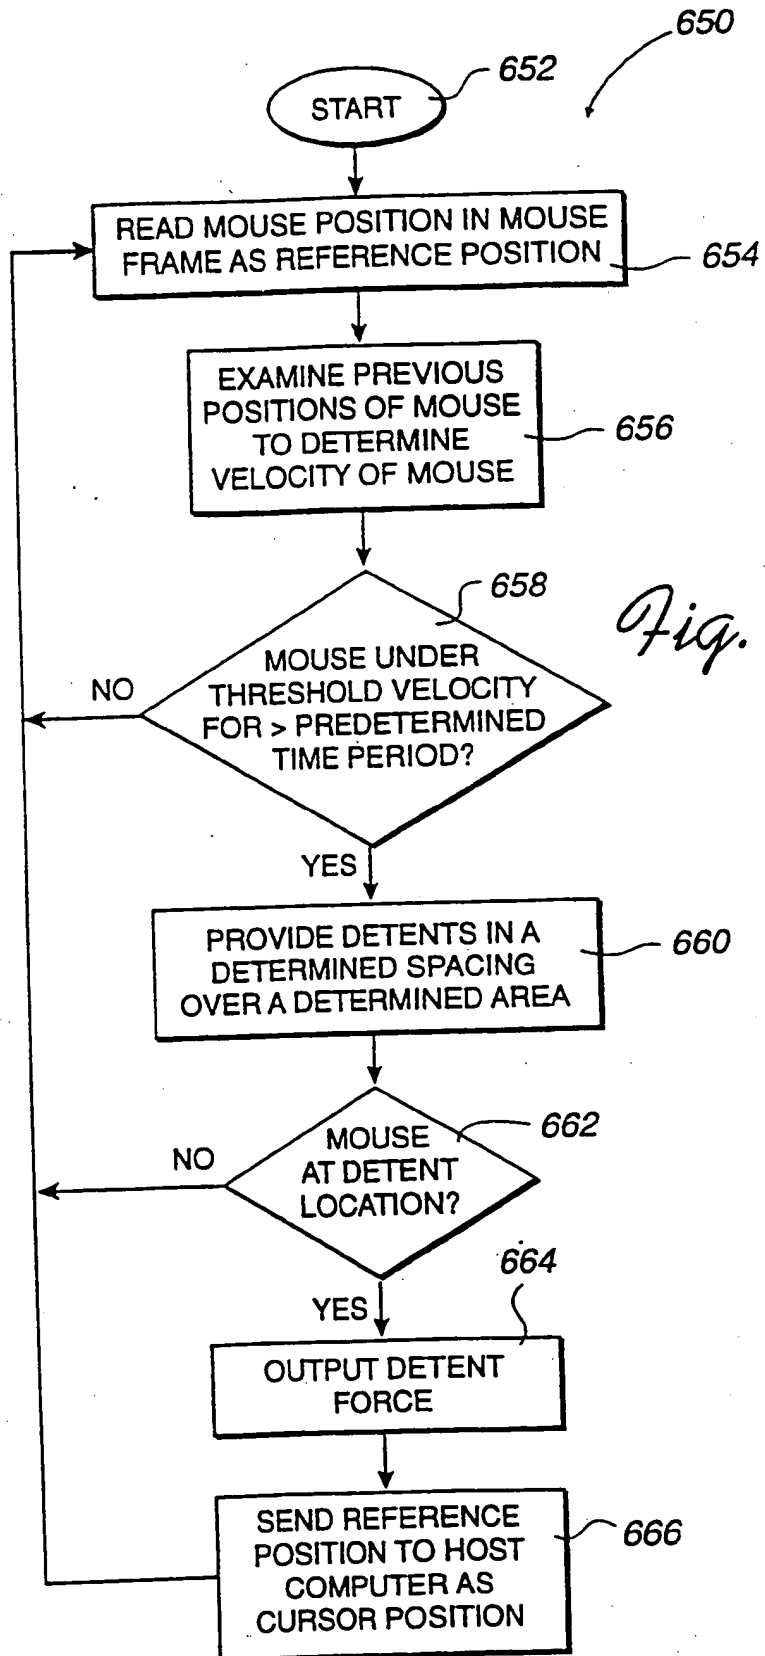 650
START
652
READ MOUSE POSITION IN MOUSE
FRAME AS REFERENCE POSITION
654
EXAMINE PREVIOUS
POSITIONS OF MOUSE
TO DETERMINE
VELOCITY OF MOUSE
656
658
Fig.
MOUSE UNDER
THRESHOLD VELOCITY
FOR > PREDETERMINED
TIME PERIOD?
NO
YES
PROVIDE DETENTS IN A
DETERMINED SPACING
OVER A DETERMINED AREA
660
MOUSE
AT DETENT
LOCATION?
662
NO
YES
664
OUTPUT DETENT
FORCE
SEND REFERENCE
POSITION TO HOST
COMPUTER AS
CURSOR POSITION
666